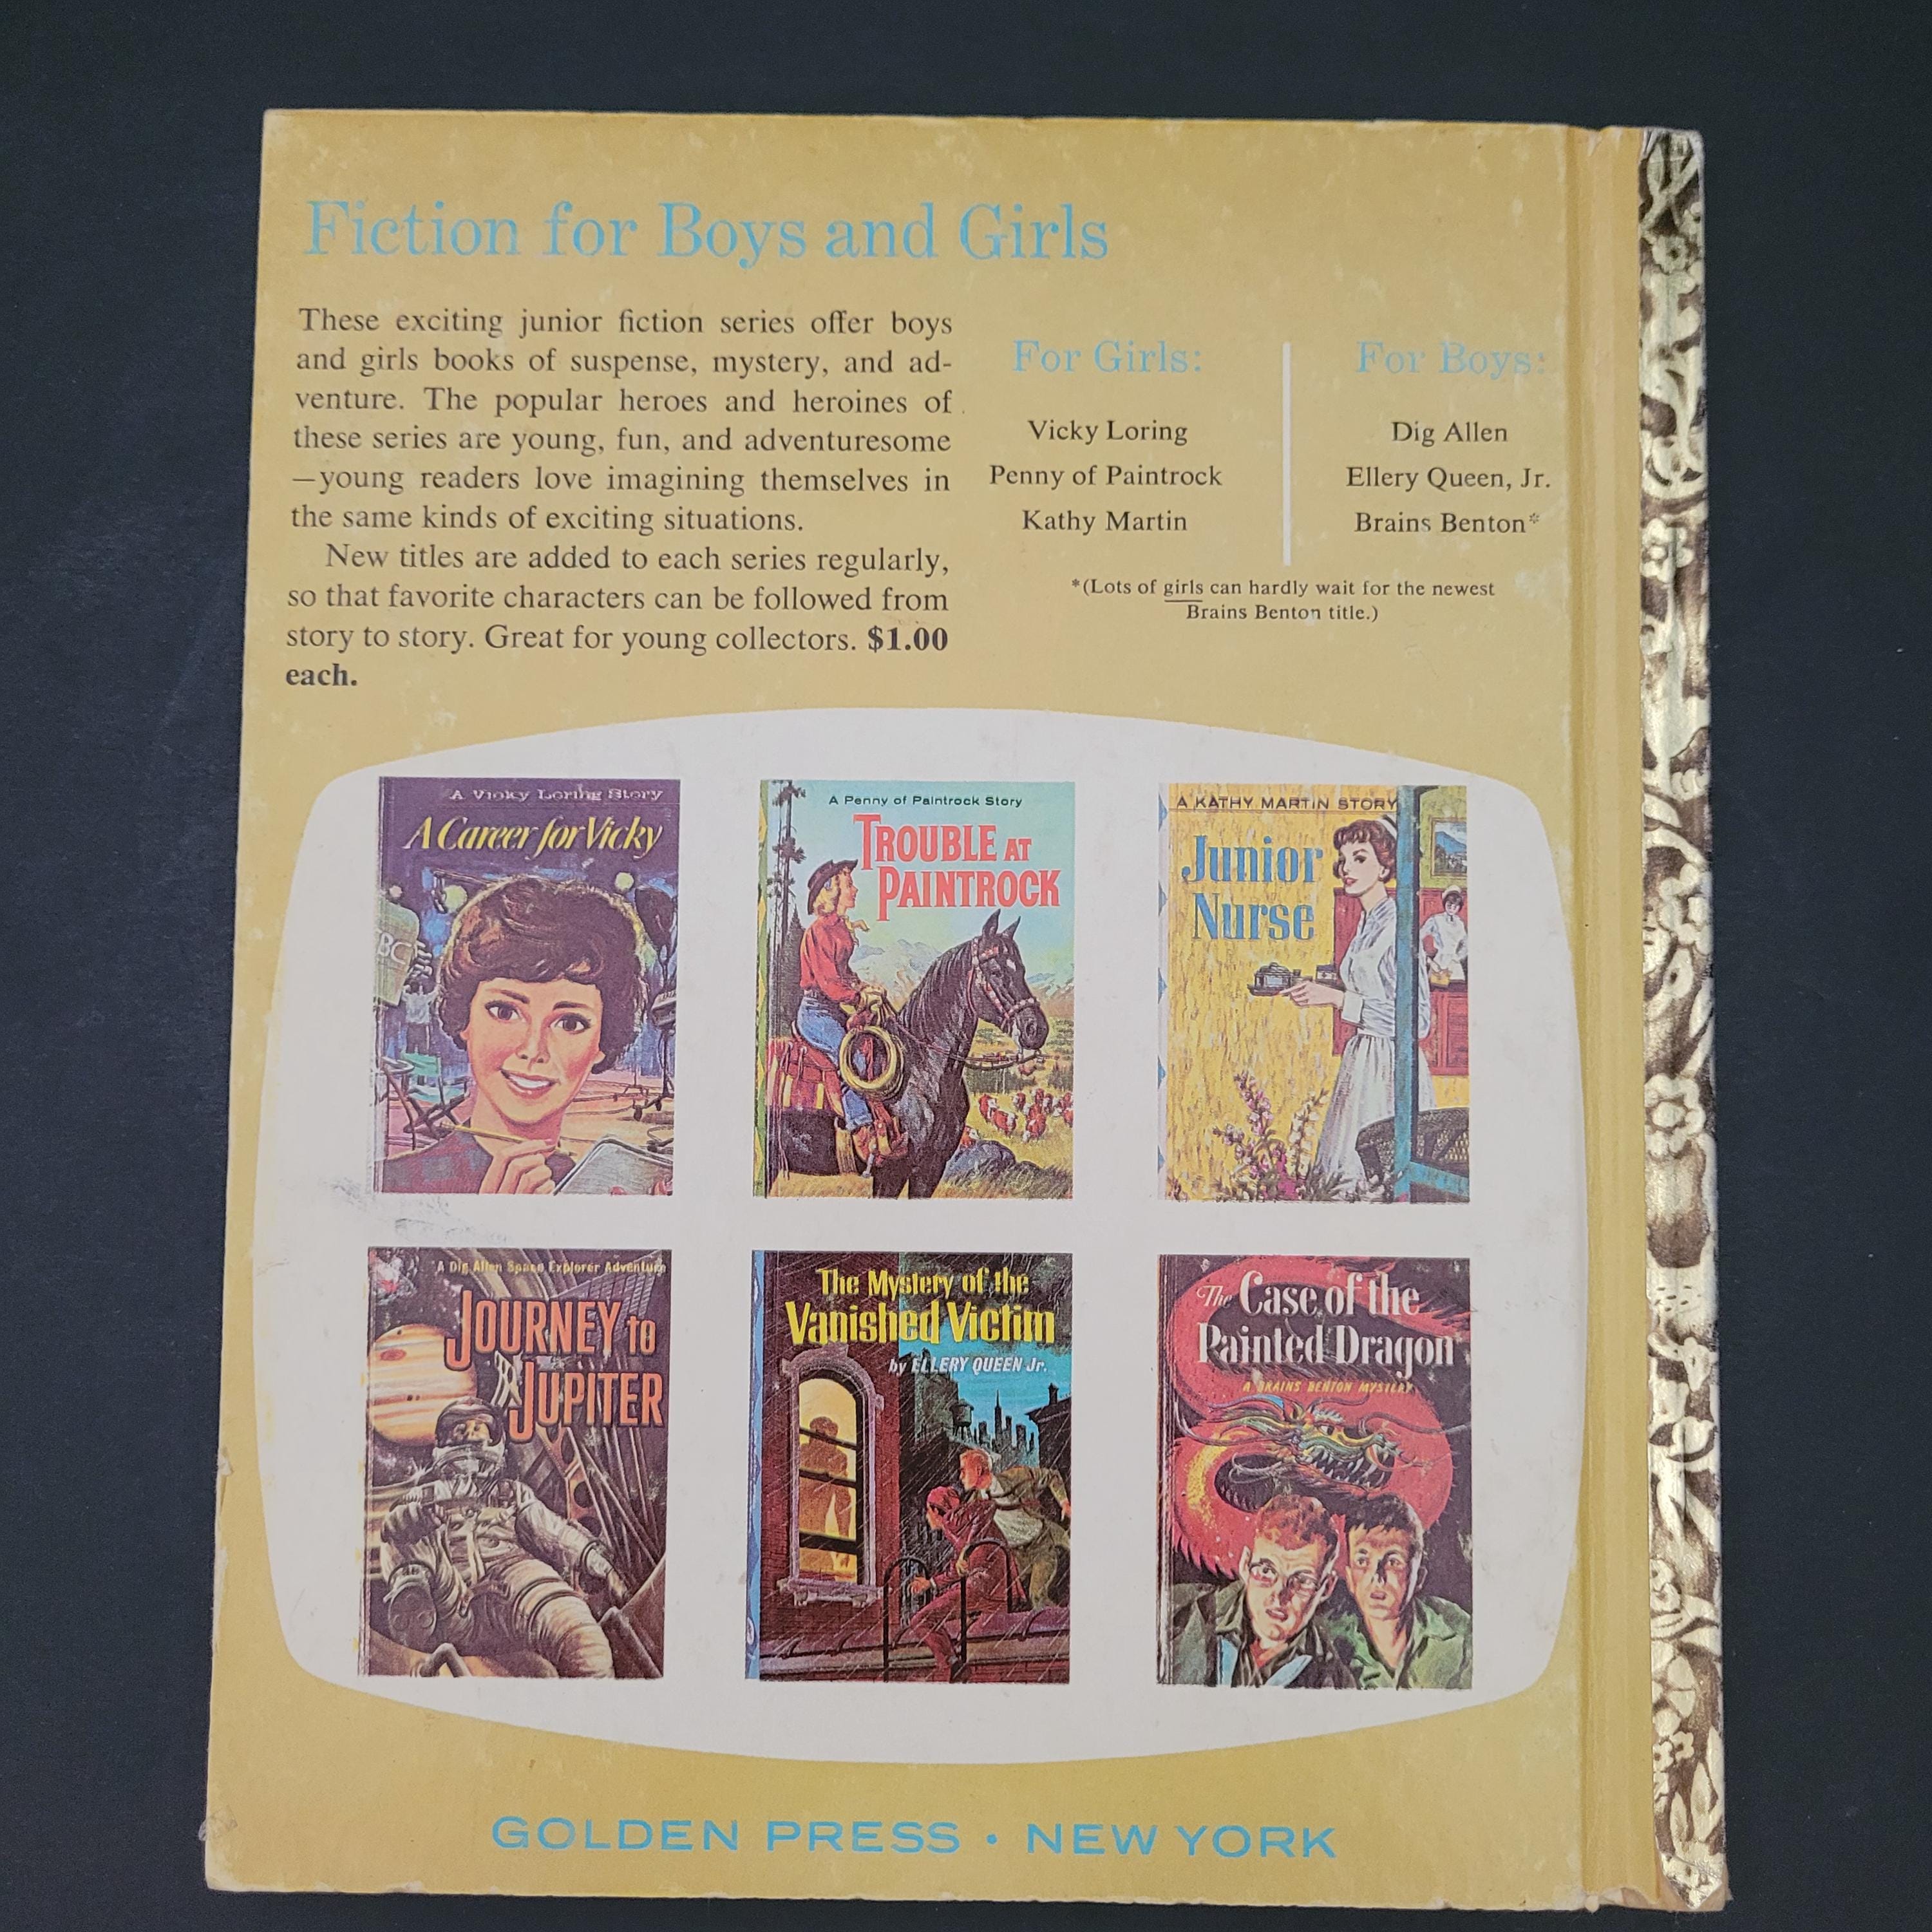 Fiction for Boys and Girls
These exciting junior fiction series offer boys
and girls books of suspense, mystery, and ad-
venture. The popular heroes and heroines of
these series are young, fun, and adventuresome
—young readers love imagining themselves in
the same kinds of exciting situations.
New titles are added to each series regularly,
so that favorite characters can be followed from
story to story. Great for young collectors. $1.00
each.
For Girls:
Vicky Loring
Penny of Paintrock
Kathy Martin
For Boys:
Dig Allen
Ellery Queen, Jr.
Brains Benton*
*(Lots of girls can hardly wait for the newest
Brains Benton title.)
A Vicky Loring Story
A Career for Vicky
BC
A Penny of Paintrock Story
TROUBLE AT
PAINTROCK
A KATHY MARTIN STORY
Junior
Nurse
A Dig Allen Space Explorer Adventure
JOURNEY to
JUPITER
The Mystery of the
Vanished Victim
by ELLERY QUEEN Jr.
The Case of the
Painted Dragon
A BRAINS BENTON MYSTERY
GOLDEN PRESS • NEW YORK